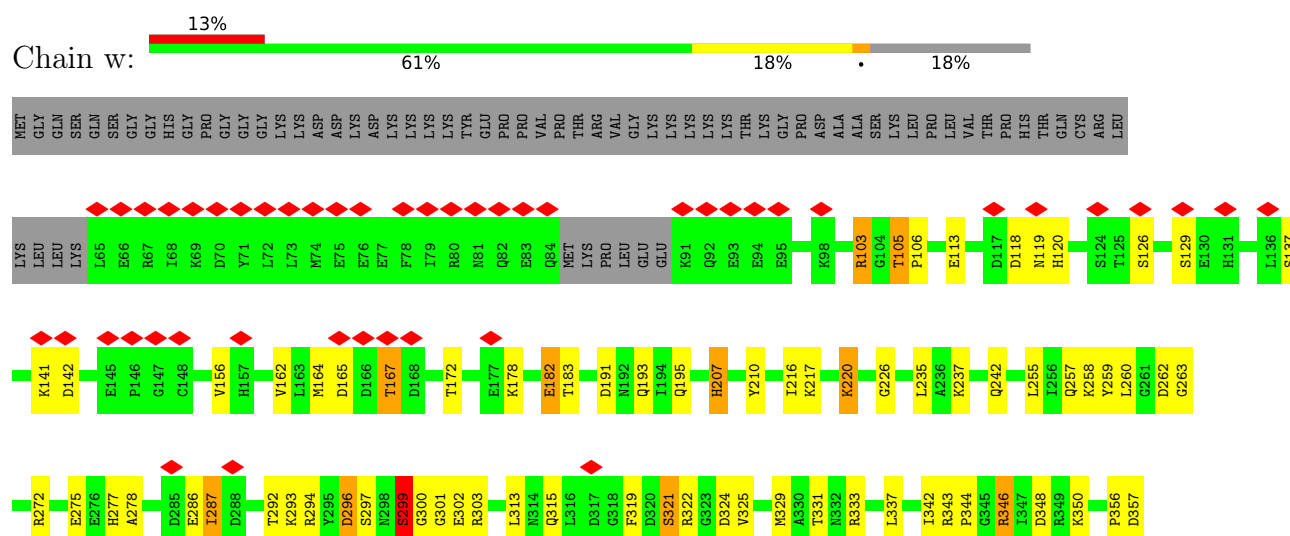 13%
Chain w:
61% 18% • 18%
MET GLY GLN SER GLN SER GLY GLY HIS GLY PRO GLY GLY GLY LYS LYS ASP ASP LYS ASP LYS LYS LYS LYS TYR GLU PRO PRO VAL PRO THR ARG VAL GLY LYS LYS LYS LYS LYS THR LYS GLY PRO ASP ALA ALA SER LYS LEU PRO LEU VAL THR PRO HIS THR GLN CYS ARG LEU
LYS LEU LEU LYS L65 E66 R67 I68 K69 D70 Y71 L72 L73 M74 E75 E76 E77 F78 I79 R80 N81 Q82 E83 Q84 MET LYS PRO LEU GLU GLU K91 Q92 E93 E94 E95 K98 R103 G104 T105 P106 E113 D117 D118 N119 H120 S124 T125 S126 S129 E130 H131 L136 S137
K141 D142 E145 P146 G147 C148 V156 H157 V162 L163 M164 D165 D166 T167 D168 T172 E177 K178 E182 T183 D191 N192 Q193 I194 Q195 H207 Y210 I216 K217 K220 G226 L235 A236 K237 Q242 L255 I256 Q257 K258 Y259 L260 G261 D262 G263
R272 E275 E276 H277 A278 D285 E286 I287 D288 T292 K293 R294 Y295 D296 S297 N298 S299 G300 G301 E302 R303 L313 N314 Q315 L316 D317 G318 F319 D320 S321 R322 G323 D324 V325 M329 A330 T331 N332 R333 L337 I342 R343 P344 G345 R346 I347 D348 R349 K350 P356 D357